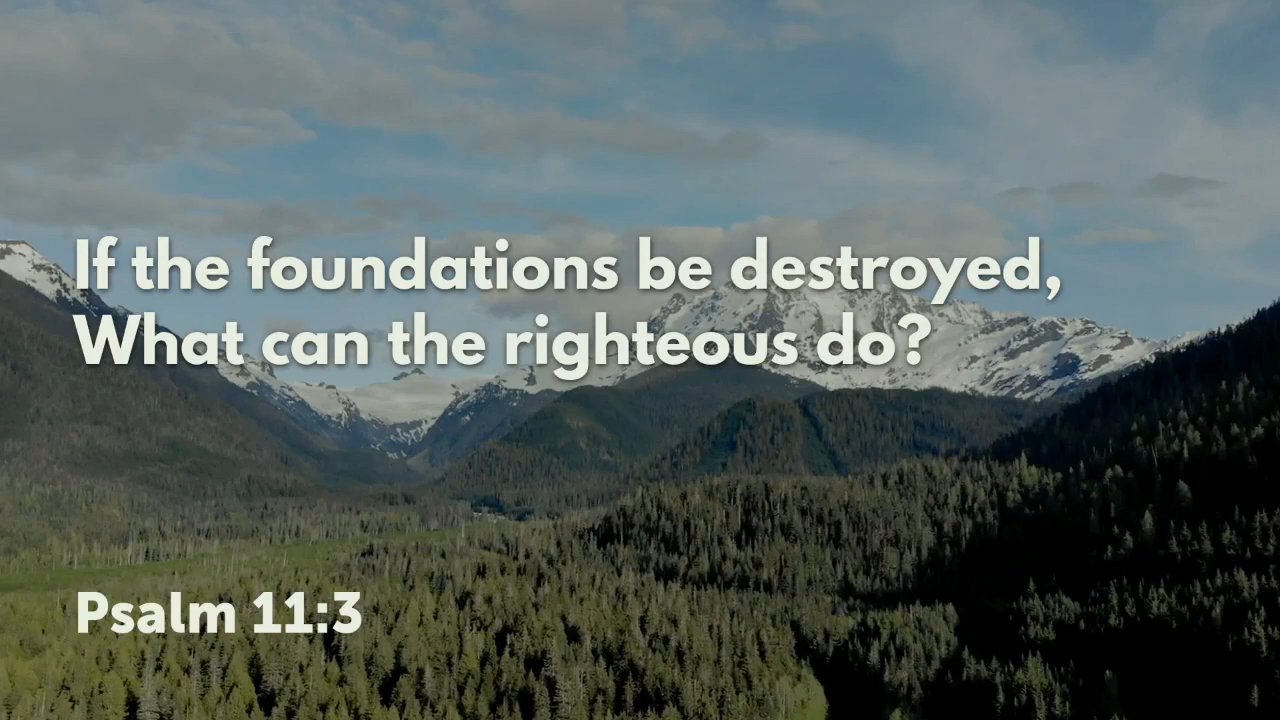 If the foundations be destroyed,
What can the righteous do?
Psalm 11:3